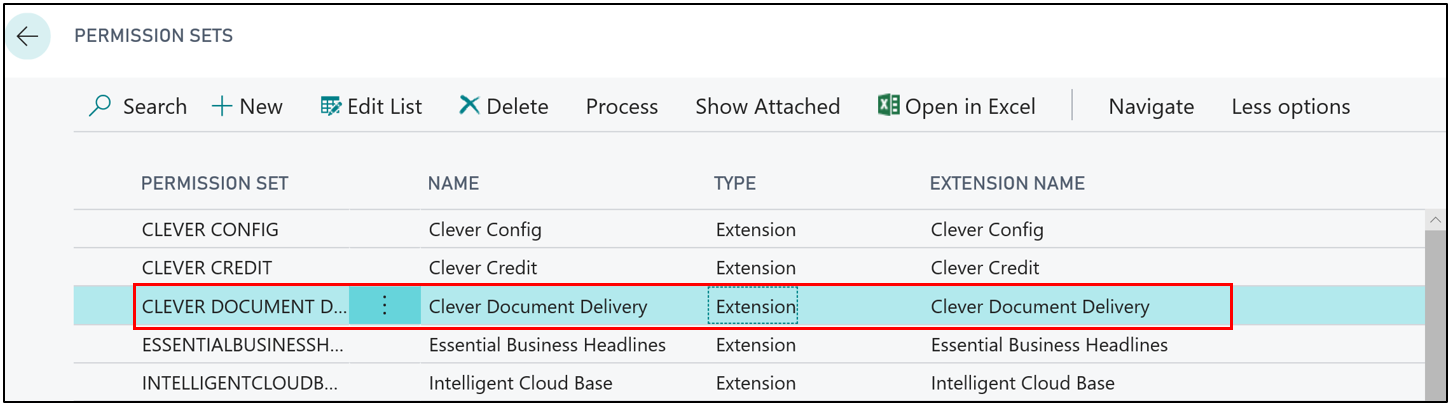 PERMISSION SETS
Search New Edit List Delete Process Show Attached Open in Excel Navigate Less options
PERMISSION SET NAME TYPE EXTENSION NAME
CLEVER CONFIG Clever Config Extension Clever Config
CLEVER CREDIT Clever Credit Extension Clever Credit
CLEVER DOCUMENT D... Clever Document Delivery Extension Clever Document Delivery
ESSENTIALBUSINESSH... Essential Business Headlines Extension Essential Business Headlines
INTELLIGENTCLOUDB... Intelligent Cloud Base Extension Intelligent Cloud Base